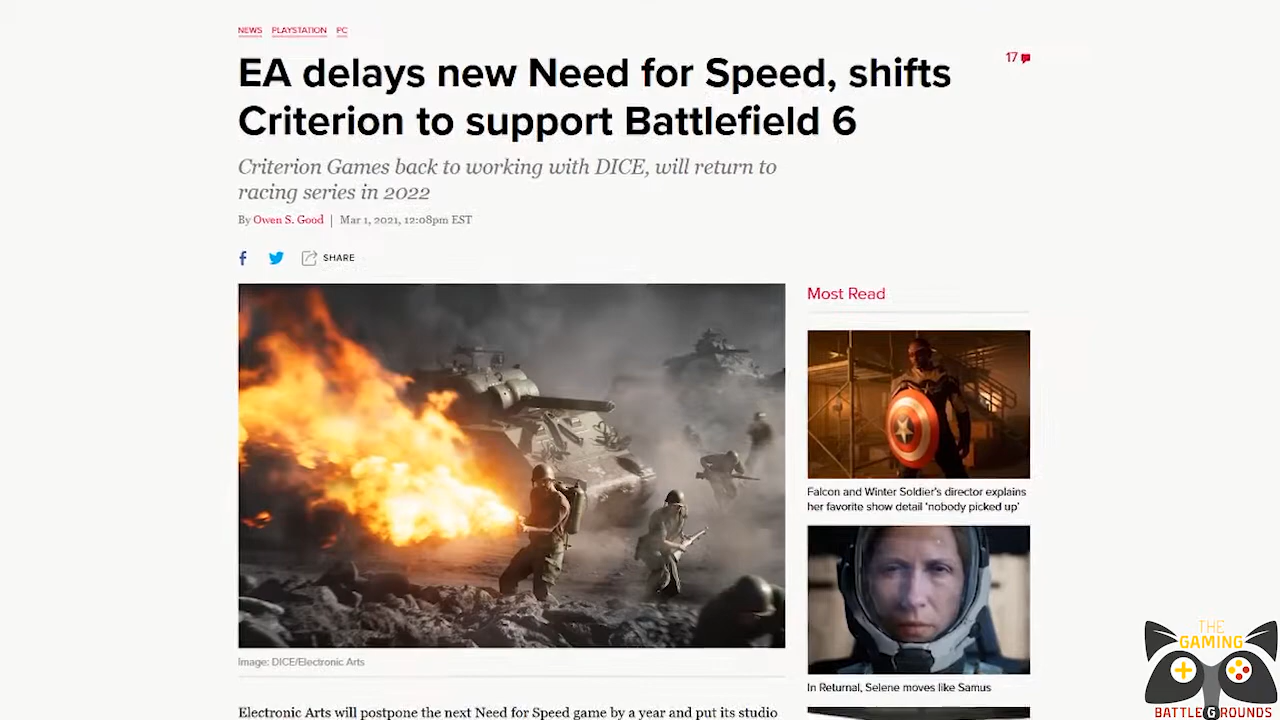 NEWS PLAYSTATION PC
EA delays new Need for Speed, shifts
Criterion to support Battlefield 6
17
Criterion Games back to working with DICE, will return to
racing series in 2022
By Owen S. Good | Mar 1, 2021, 12:08pm EST
SHARE
Image: DICE/Electronic Arts
Electronic Arts will postpone the next Need for Speed game by a year and put its studio
Most Read
Falcon and Winter Soldier's director explains
her favorite show detail 'nobody picked up'
In Returnal, Selene moves like Samus
THE
GAMING
BATTLEGROUNDS